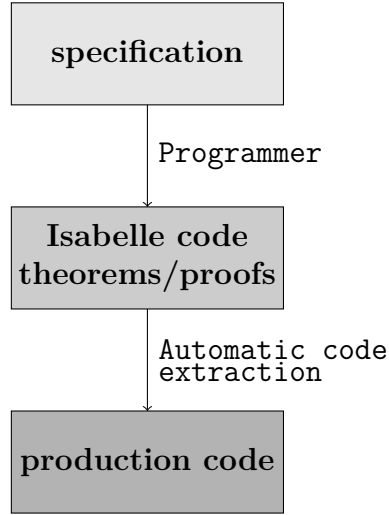 specification
Programmer
Isabelle code
theorems/proofs
Automatic code
extraction
production code